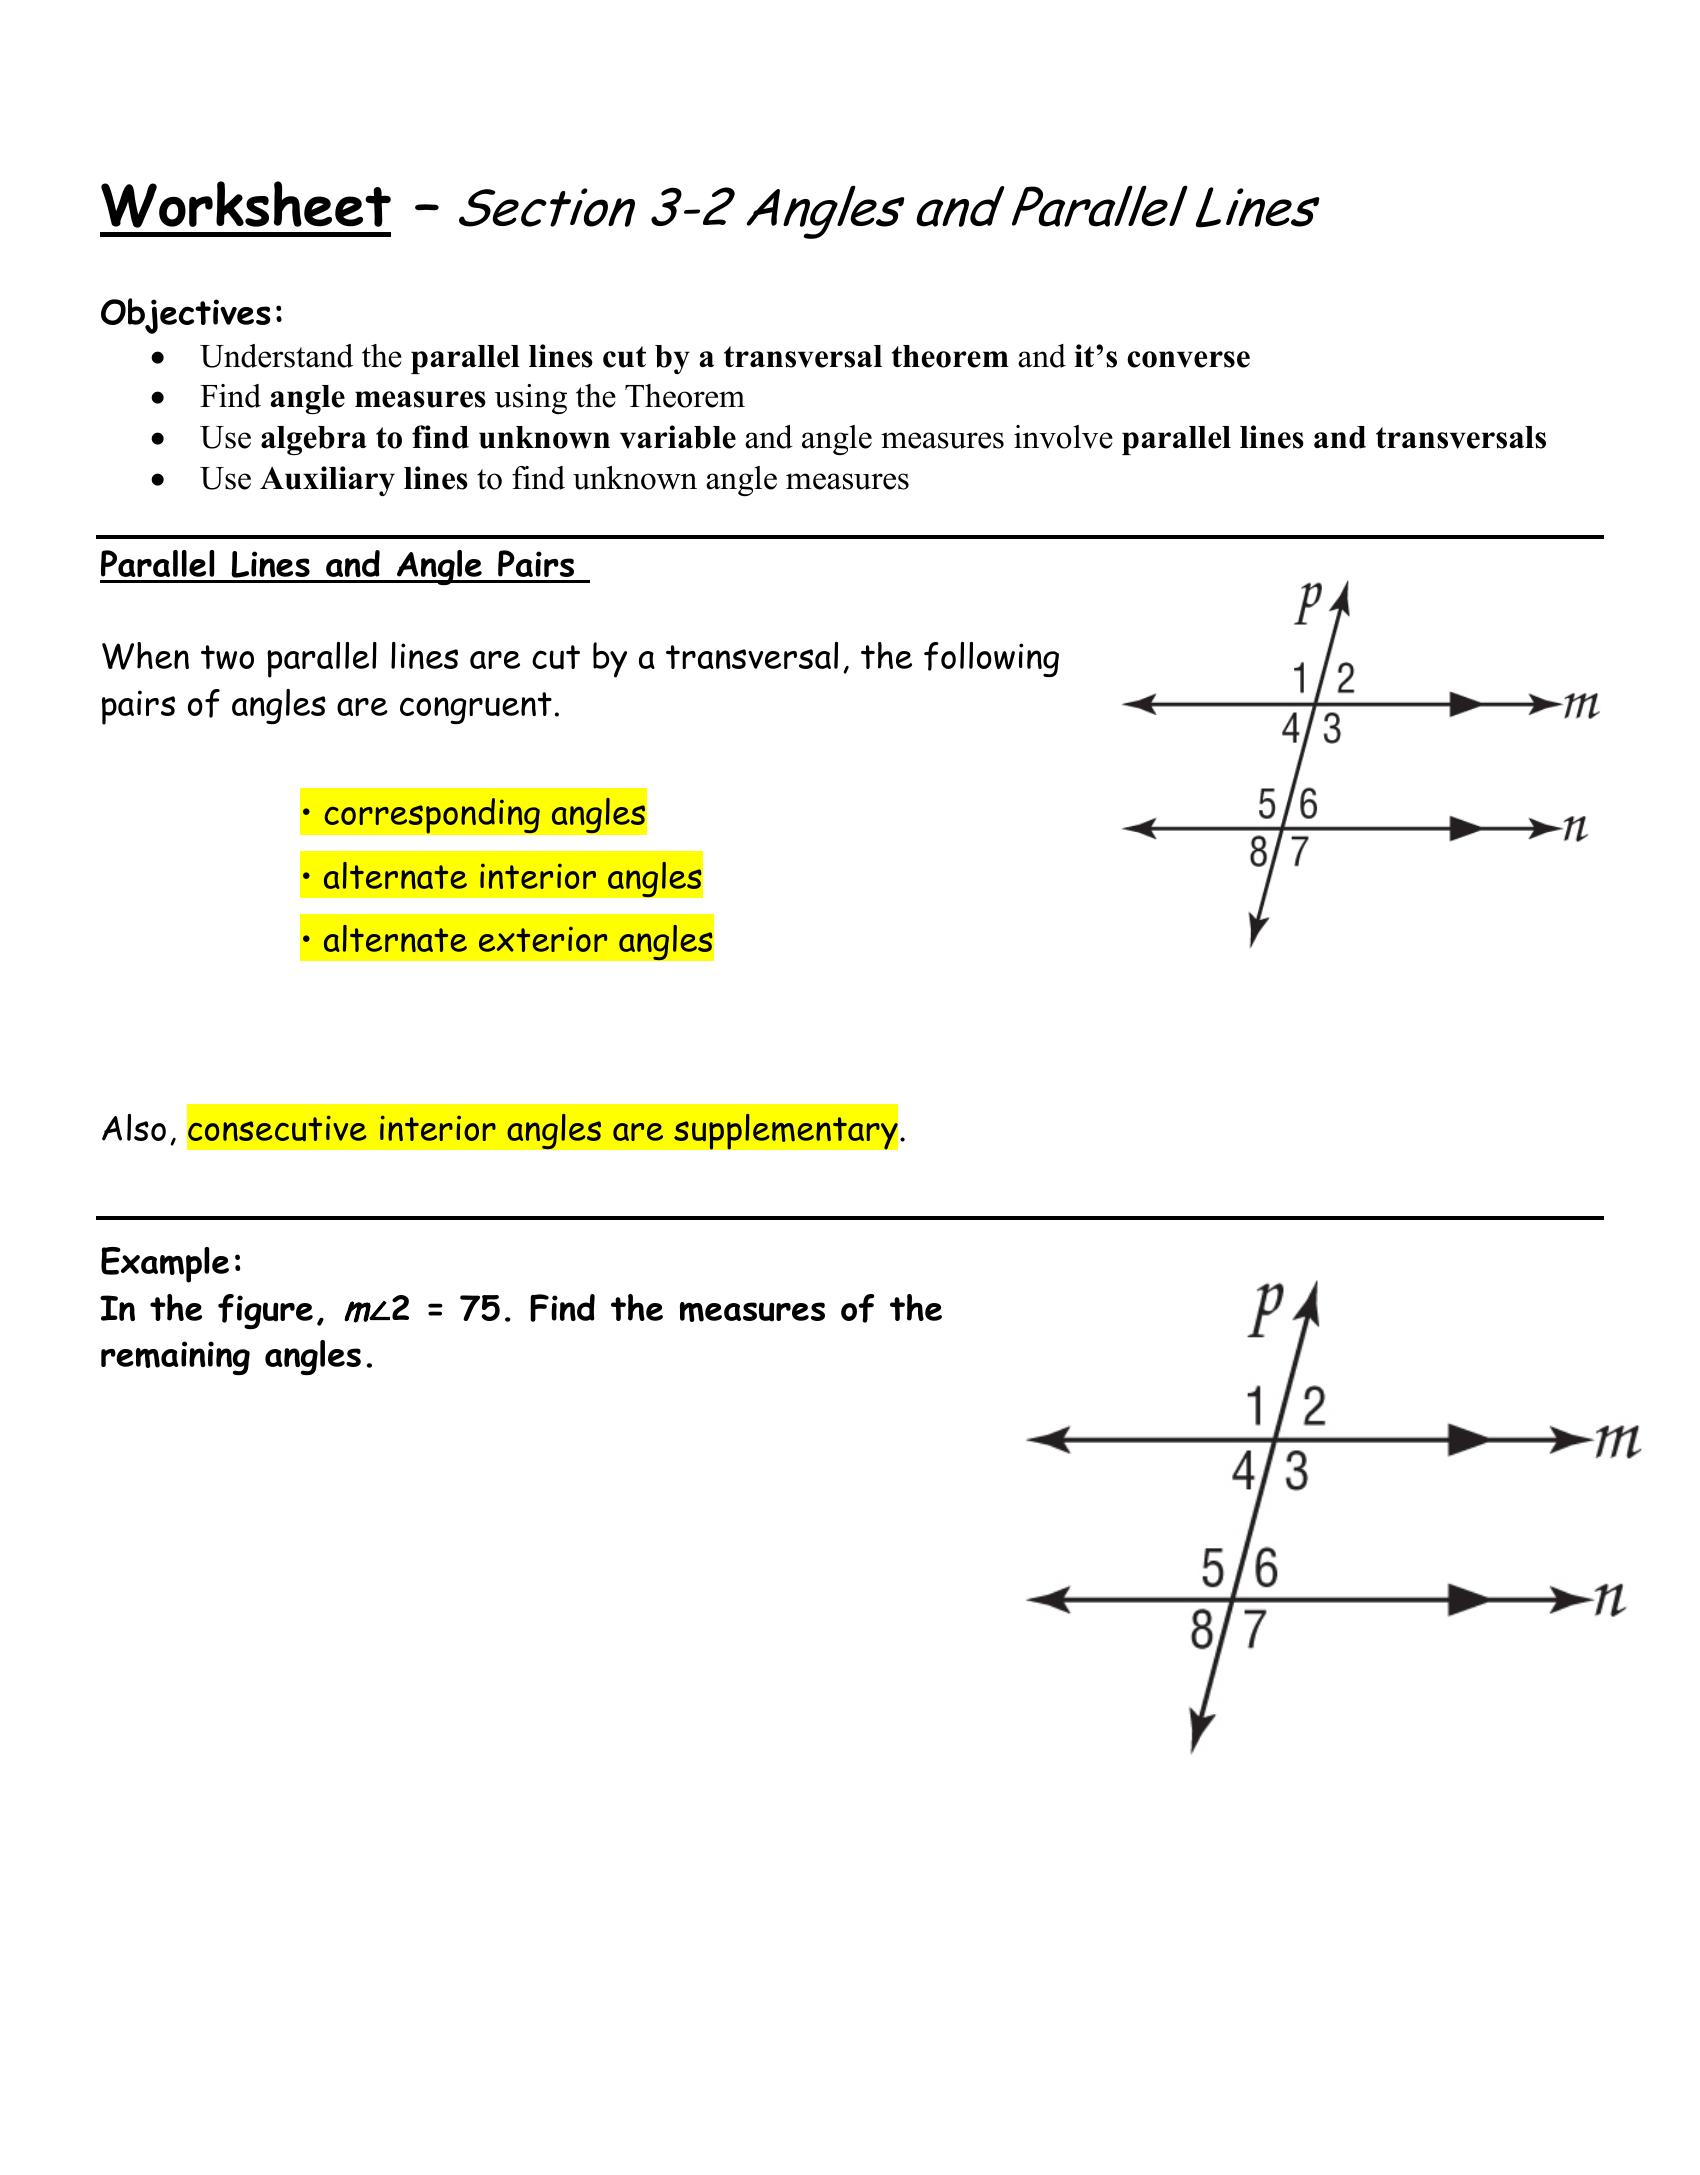 Worksheet – Section 3-2 Angles and Parallel Lines
Objectives:
• Understand the parallel lines cut by a transversal theorem and it’s converse
• Find angle measures using the Theorem
• Use algebra to find unknown variable and angle measures involve parallel lines and transversals
• Use Auxiliary lines to find unknown angle measures
Parallel Lines and Angle Pairs
When two parallel lines are cut by a transversal, the following
pairs of angles are congruent.
• corresponding angles
• alternate interior angles
• alternate exterior angles
p
1 2
m
4 3
5 6
n
8 7
Also, consecutive interior angles are supplementary.
Example:
In the figure, m∠2 = 75. Find the measures of the
remaining angles.
p
1 2
m
4 3
5 6
n
8 7